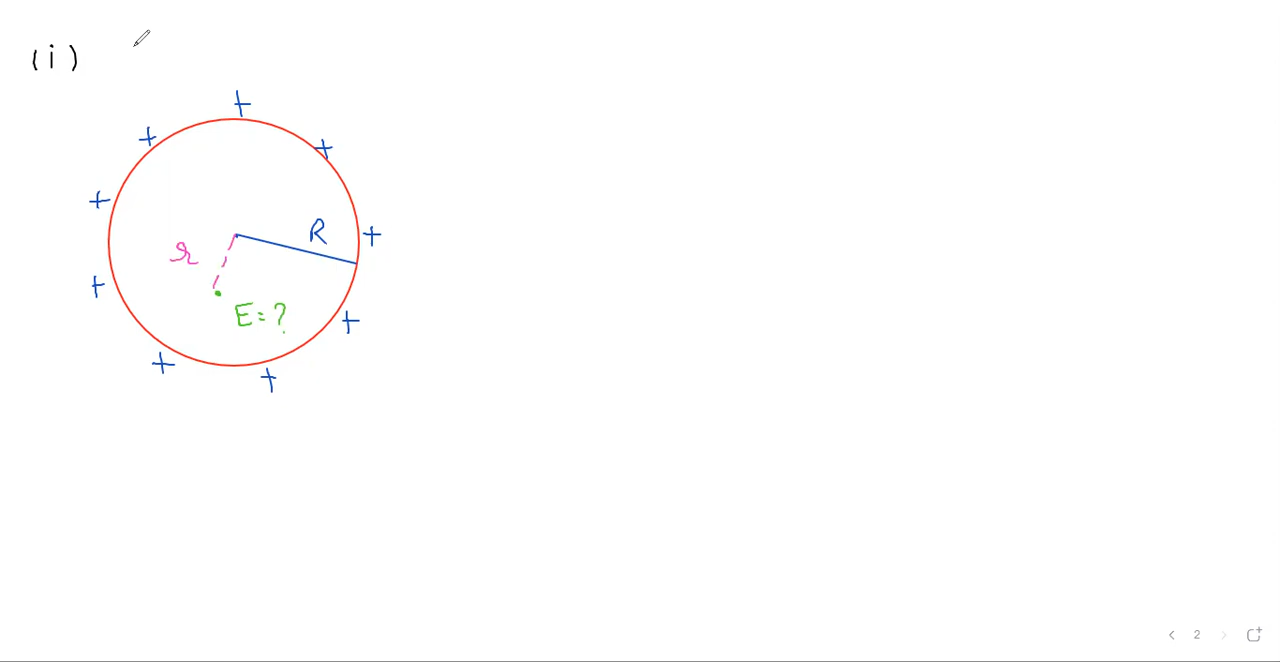 (i)
+
+ +
+
R +
r
+
E = ?
+
+
+
2